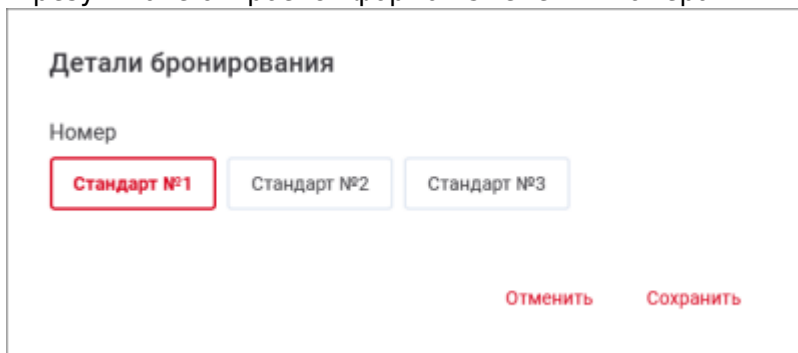 Детали бронирования
Номер
Стандарт №1 Стандарт №2 Стандарт №3
Отменить Сохранить